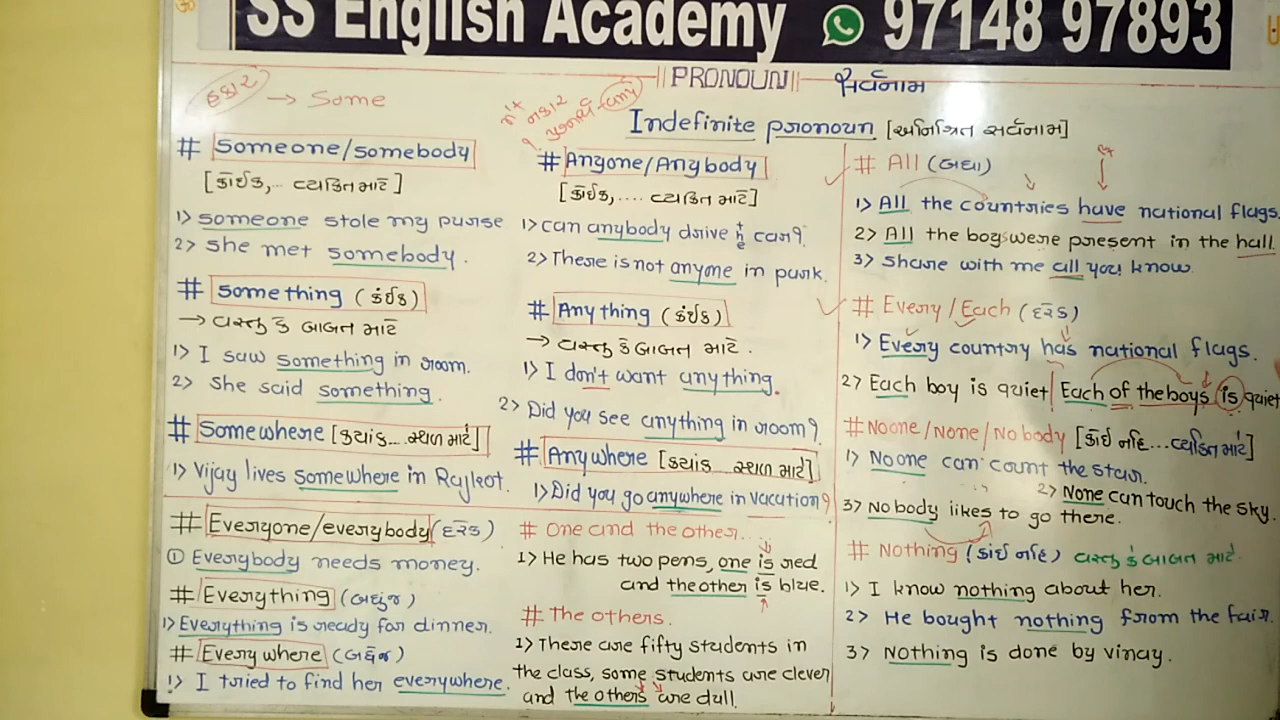 SS English Academy 97148 97893
|| PRONOUN || સર્વનામ
હકાર → Some
n't નકાર
? પ્રશ્નાર્થ - any
Indefinite pronoun [અનિશ્ચિત સર્વનામ]
# Someone/somebody
[કોઈક,... વ્યકિત માટે]
1> someone stole my purse
2> she met somebody.
# something (કંઈક)
→ વસ્તુ કે બાબત માટે
1> I saw something in room.
2> she said something.
# Somewhere [કયાંક... સ્થળ માટે]
1> Vijay lives somewhere in Rajkot.
# Everyone/everybody (દરેક)
① Everybody needs money.
# Everything (બધુંજ)
1> Everything is ready for dinner.
# Every where (બધેજ)
1> I tried to find her everywhere.
# Anyone/Anybody
[કોઈક,.... વ્યકિત માટે]
1> can anybody drive the car?
2> There is not anyone in park.
# Any thing (કંઈક)
→ વસ્તુ કે બાબત માટે.
1> I don't want anything.
2> Did you see anything in room?
# Anywhere [કયાંક ... સ્થળ માટે]
1> Did you go anywhere in vacation?
# One and the other...
1> He has two pens, one is red
and the other is blue.
# The others.
1> There are fifty students in
the class, some students are clever
and the others are dull.
# All (બધા)
1> All the countries have national flags.
2> All the boys were present in the hall.
3> share with me all you know.
# Every/Each (દરેક)
1> Every country has national flags.
2> Each boy is quiet Each of the boys is quiet
# Noone/None/Nobody [કોઈ નહિ...વ્યકિત માટે]
1> Noone can count the star.
2> None can touch the sky.
3> Nobody likes to go there.
# Nothing (કાંઈ નહિ) વસ્તુ કે બાબત માટે.
1> I know nothing about her.
2> He bought nothing from the fair.
3> Nothing is done by vinay.